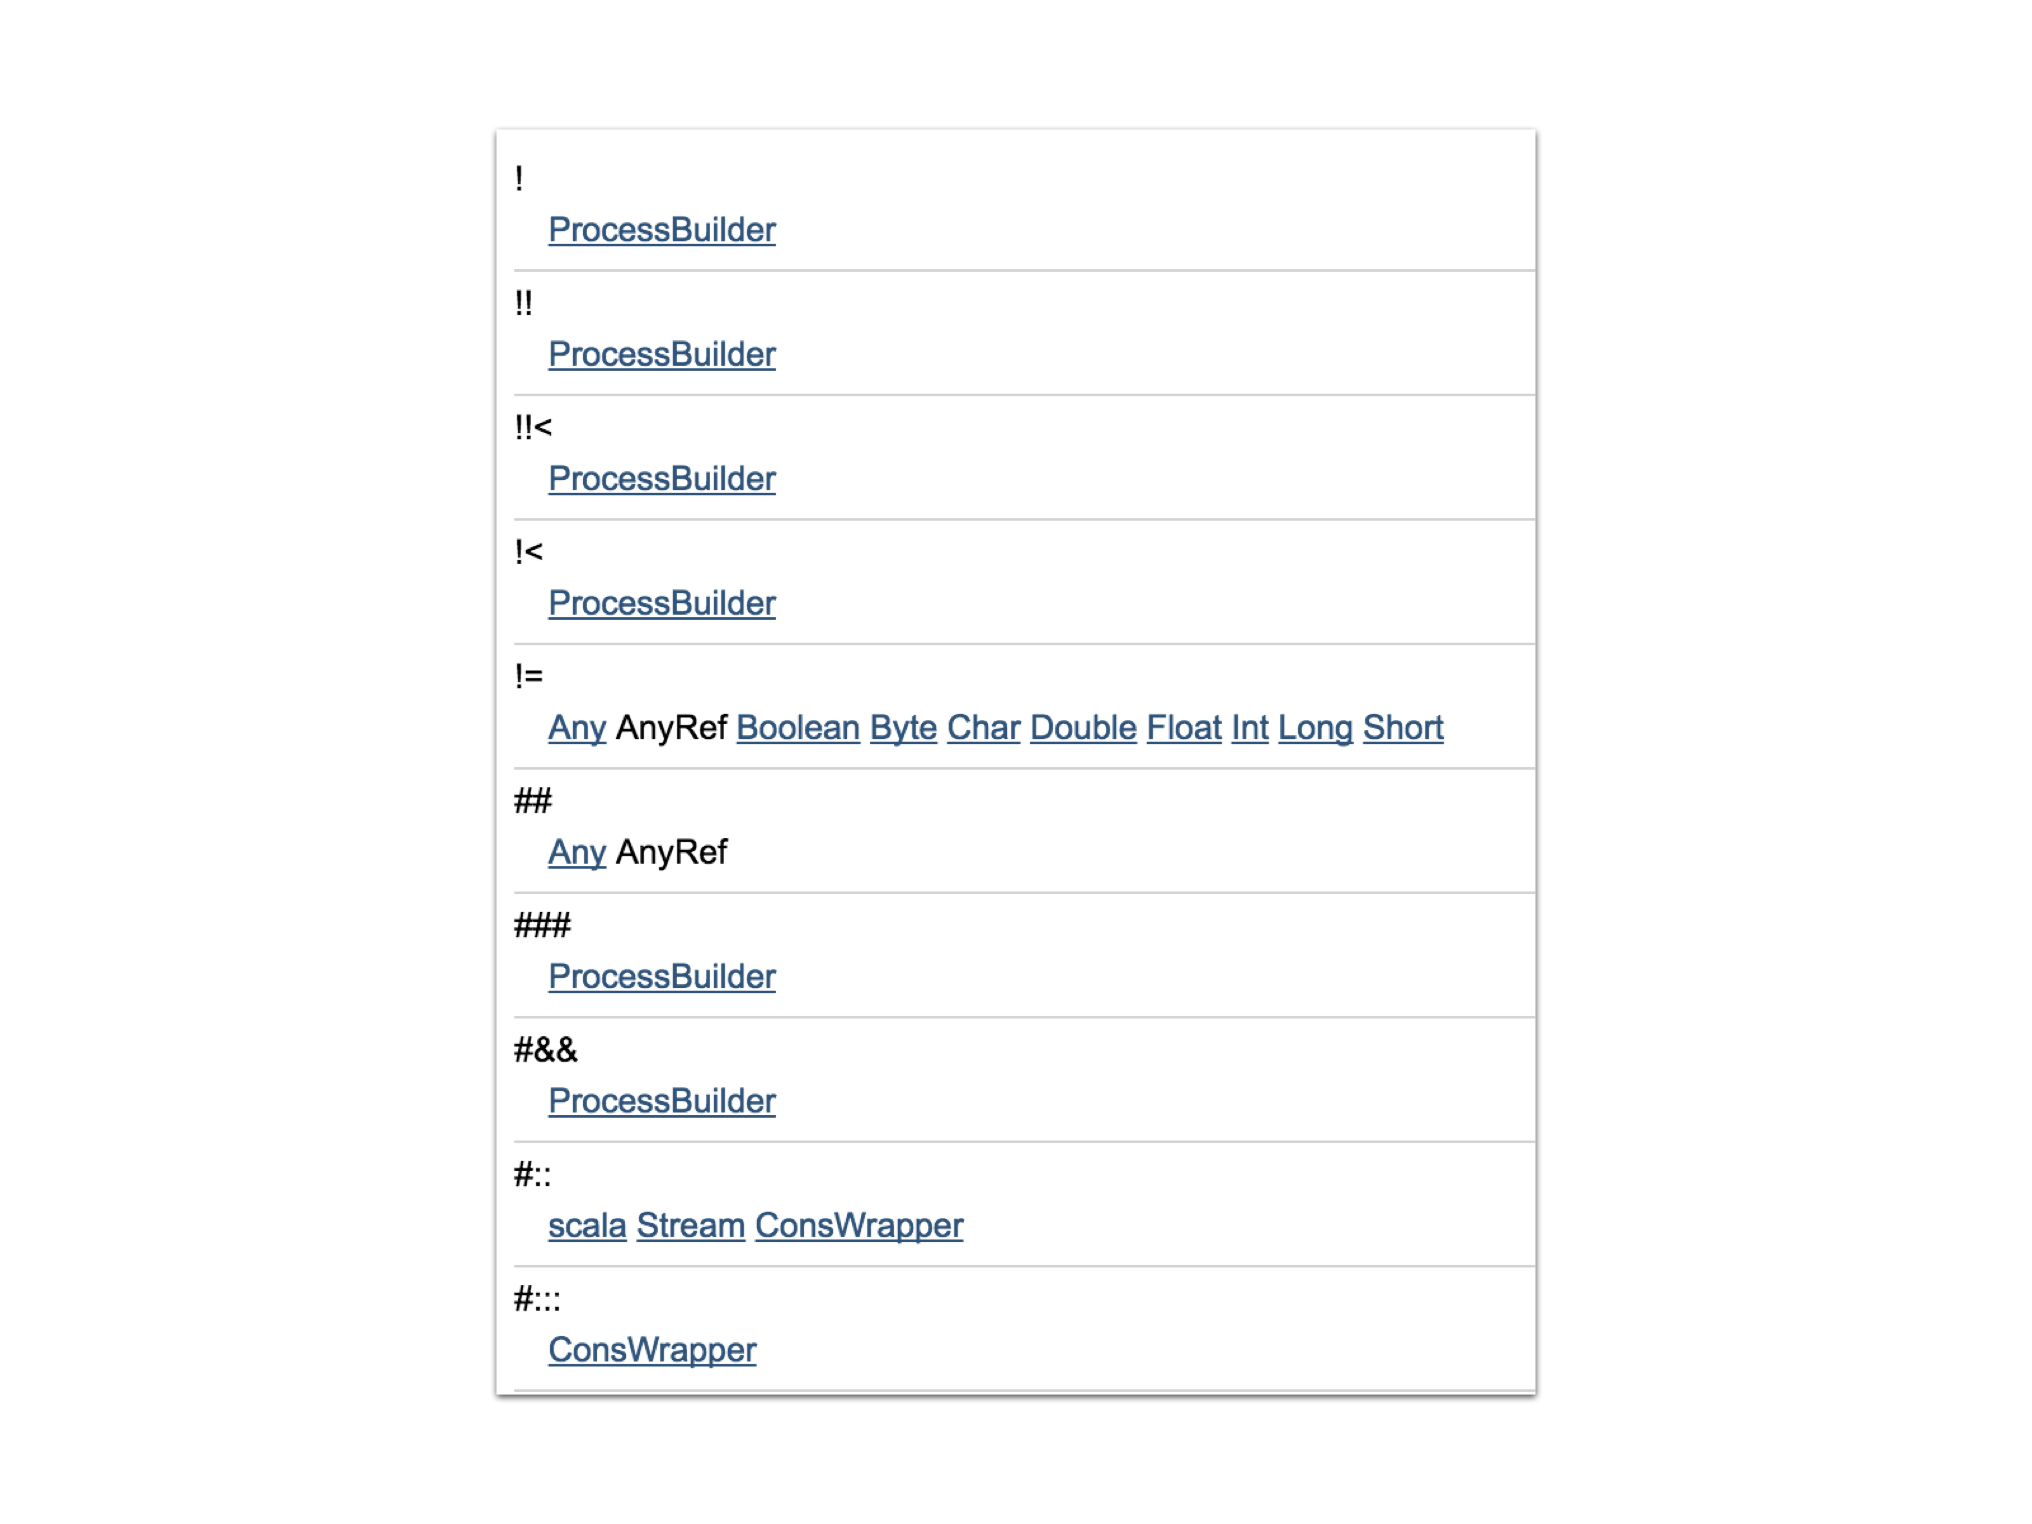 !
ProcessBuilder
!!
ProcessBuilder
!!<
ProcessBuilder
!<
ProcessBuilder
!=
Any AnyRef Boolean Byte Char Double Float Int Long Short
##
Any AnyRef
###
ProcessBuilder
#&&
ProcessBuilder
#::
scala Stream ConsWrapper
#:::
ConsWrapper